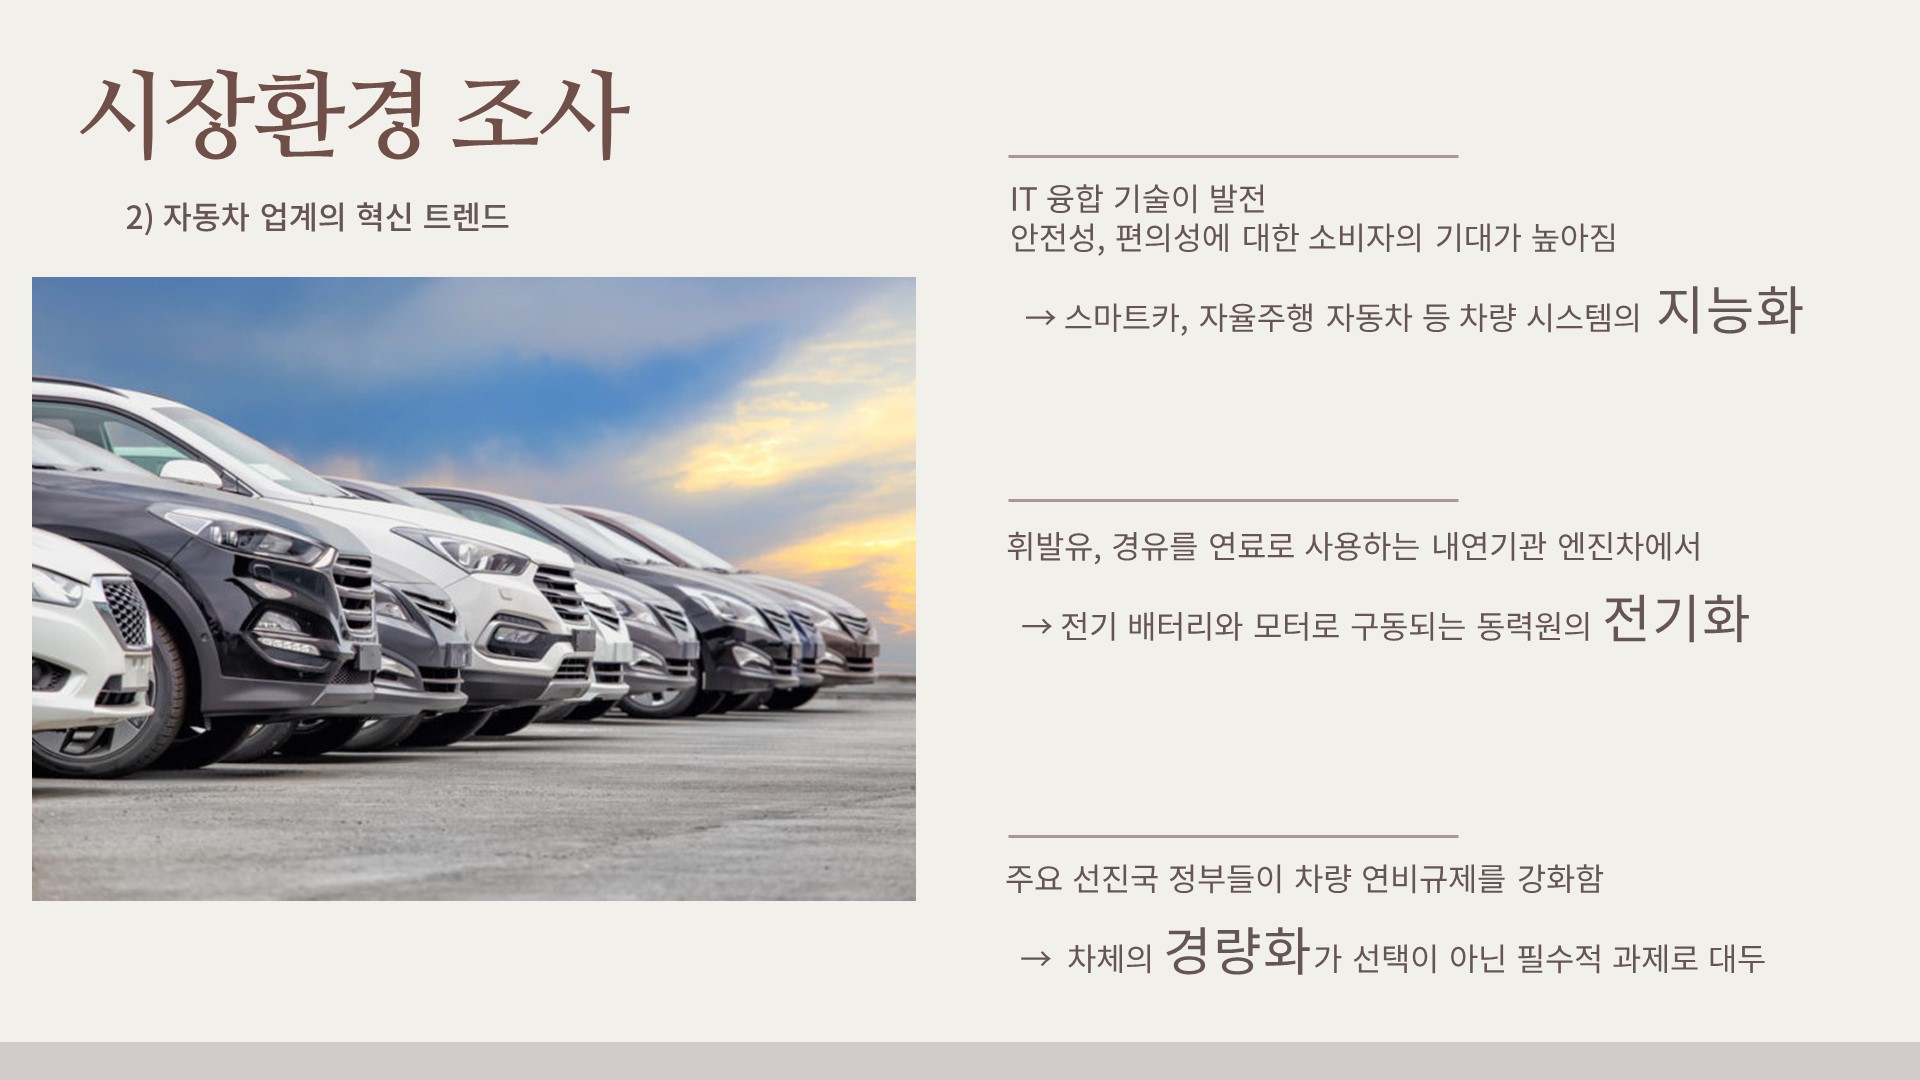 시장환경 조사
2) 자동차 업계의 혁신 트렌드
IT 융합 기술이 발전
안전성, 편의성에 대한 소비자의 기대가 높아짐
→ 스마트카, 자율주행 자동차 등 차량 시스템의 지능화
휘발유, 경유를 연료로 사용하는 내연기관 엔진차에서
→ 전기 배터리와 모터로 구동되는 동력원의 전기화
주요 선진국 정부들이 차량 연비규제를 강화함
→ 차체의 경량화가 선택이 아닌 필수적 과제로 대두